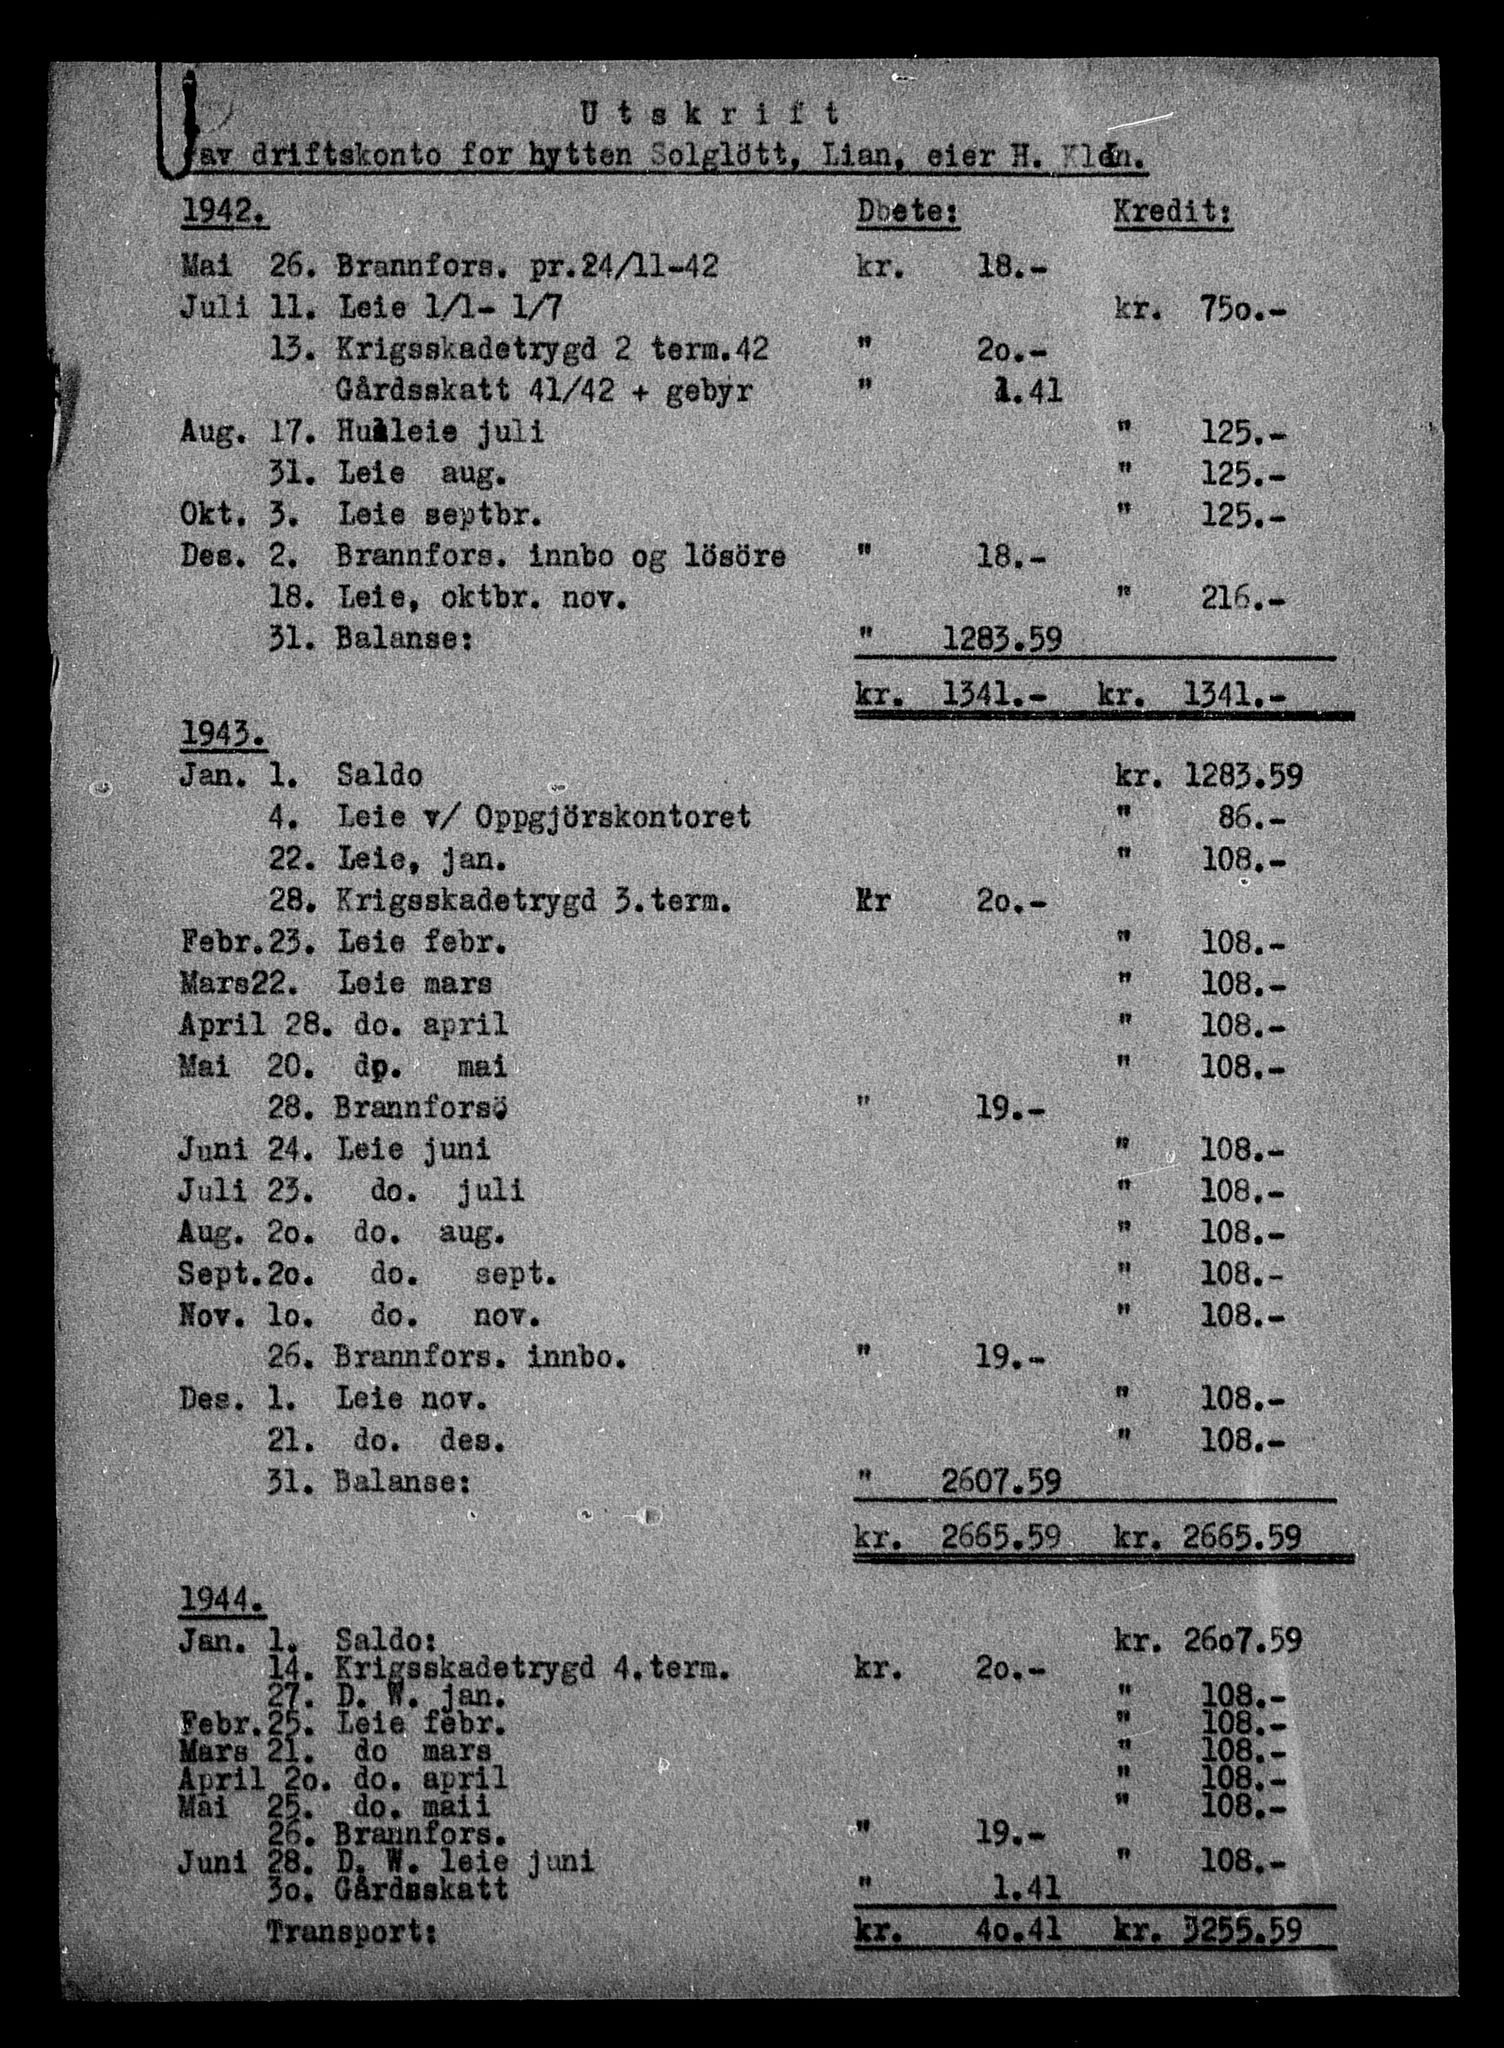 Utskrift
av driftskonto for hytten Solglött, Lian, eier H. Klein.
1942. Dbete: Kredit:
Mai 26. Brannfors. pr.24/11-42 kr. 18.-
Juli 11. Leie 1/1- 1/7 kr. 750.-
13. Krigsskadetrygd 2 term.42 " 20.-
Gårdsskatt 41/42 + gebyr " 1.41
Aug. 17. Husleie juli " 125.-
31. Leie aug. " 125.-
Okt. 3. Leie septbr. " 125.-
Des. 2. Brannfors. innbo og lösöre " 18.-
18. Leie, oktbr. nov. " 216.-
31. Balanse: " 1283.59
kr. 1341.- kr. 1341.-
1943.
Jan. 1. Saldo kr. 1283.59
4. Leie v/ Oppgjörskontoret " 86.-
22. Leie, jan. " 108.-
28. Krigsskadetrygd 3.term. kr 20.-
Febr.23. Leie febr. " 108.-
Mars22. Leie mars " 108.-
April 28. do. april " 108.-
Mai 20. dp. mai " 108.-
28. Brannforsö " 19.-
Juni 24. Leie juni " 108.-
Juli 23. do. juli " 108.-
Aug. 20. do. aug. " 108.-
Sept.20. do. sept. " 108.-
Nov. 10. do. nov. " 108.-
26. Brannfors. innbo. " 19.-
Des. 1. Leie nov. " 108.-
21. do. des. " 108.-
31. Balanse: " 2607.59
kr. 2665.59 kr. 2665.59
1944.
Jan. 1. Saldo: kr. 2607.59
14. Krigsskadetrygd 4.term. kr. 20.-
27. D. W. jan. " 108.-
Febr.25. Leie febr. " 108.-
Mars 21. do mars " 108.-
April 20. do. april " 108.-
Mai 25. do. maii " 108.-
26. Brannfors. " 19.-
Juni 28. D. W. leie juni " 108.-
30. Gårdsskatt " 1.41
Transport: kr. 40.41 kr. 3255.59